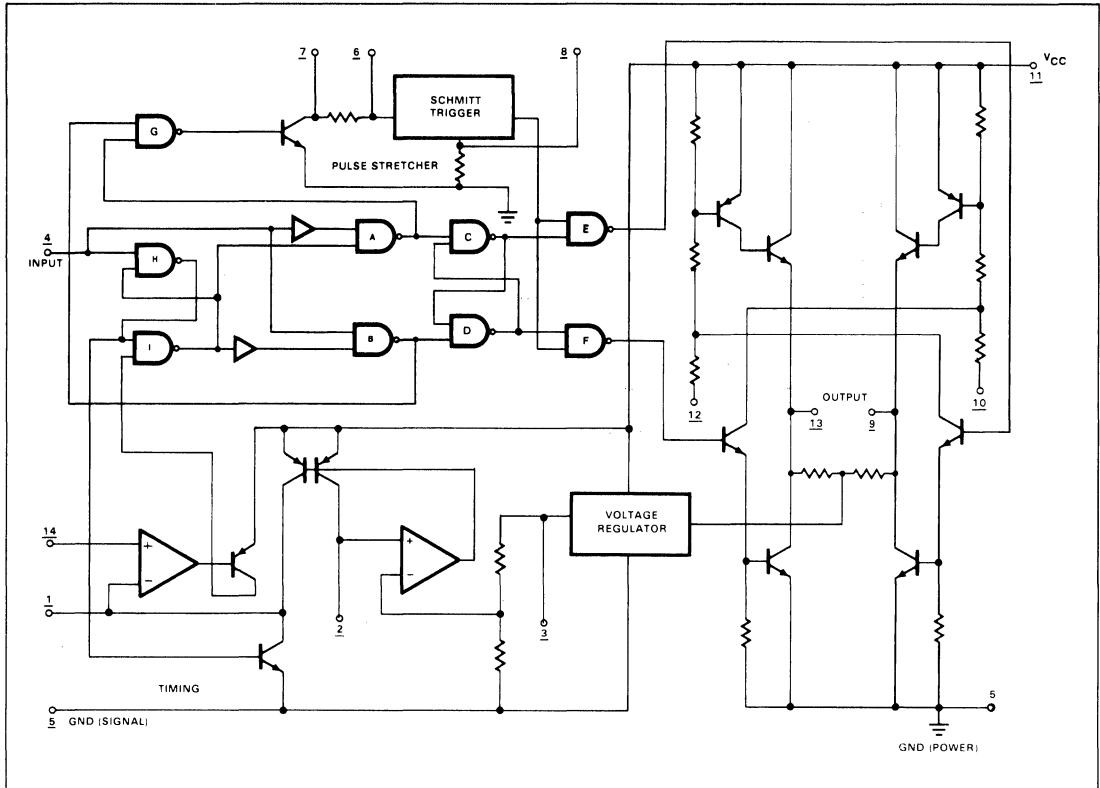 7
6
8
VCC
11
SCHMITT
TRIGGER
G
PULSE STRETCHER
4
INPUT
H
A
C
E
I
B
D
F
12
OUTPUT
13
9
10
14
1
2
3
VOLTAGE
REGULATOR
+
−
+
−
TIMING
5 GND (SIGNAL)
5
GND (POWER)